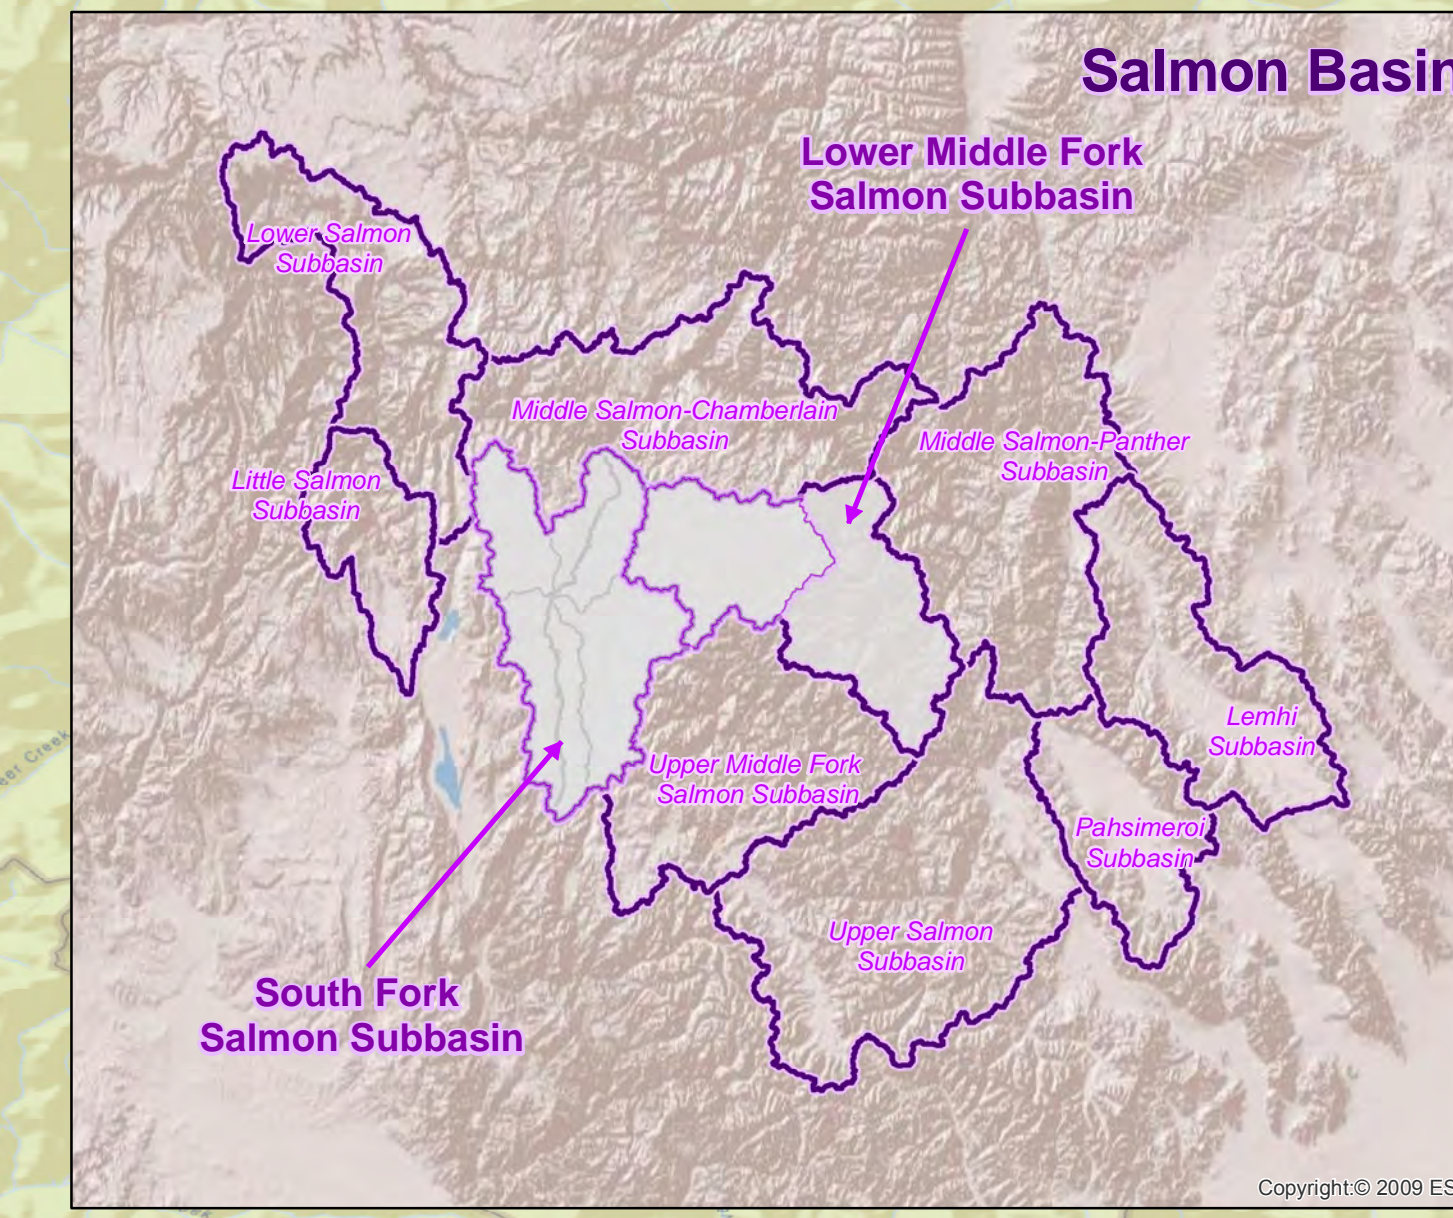 Salmon Basin
Lower Middle Fork
Salmon Subbasin
Lower Salmon
Subbasin
Middle Salmon-Chamberlain
Subbasin
Middle Salmon-Panther
Subbasin
Little Salmon
Subbasin
Lemhi
Subbasin
Upper Middle Fork
Salmon Subbasin
Pahsimeroi
Subbasin
Upper Salmon
Subbasin
South Fork
Salmon Subbasin
eer Creek
Copyright:© 2009 ES